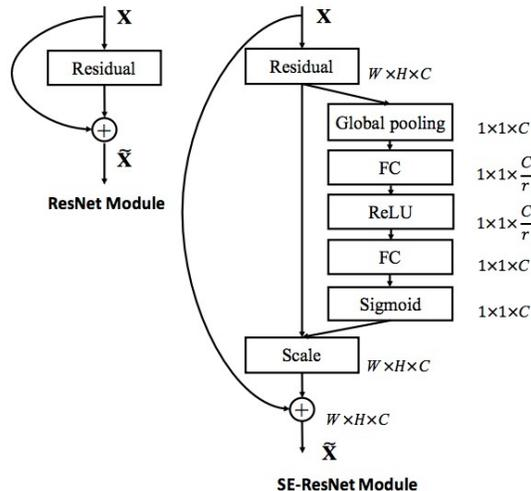 X
Residual
+
X̃
ResNet Module
X
Residual
W×H×C
Global pooling
1×1×C
FC
1×1×C/r
ReLU
1×1×C/r
FC
1×1×C
Sigmoid
1×1×C
Scale
W×H×C
+
W×H×C
X̃
SE-ResNet Module